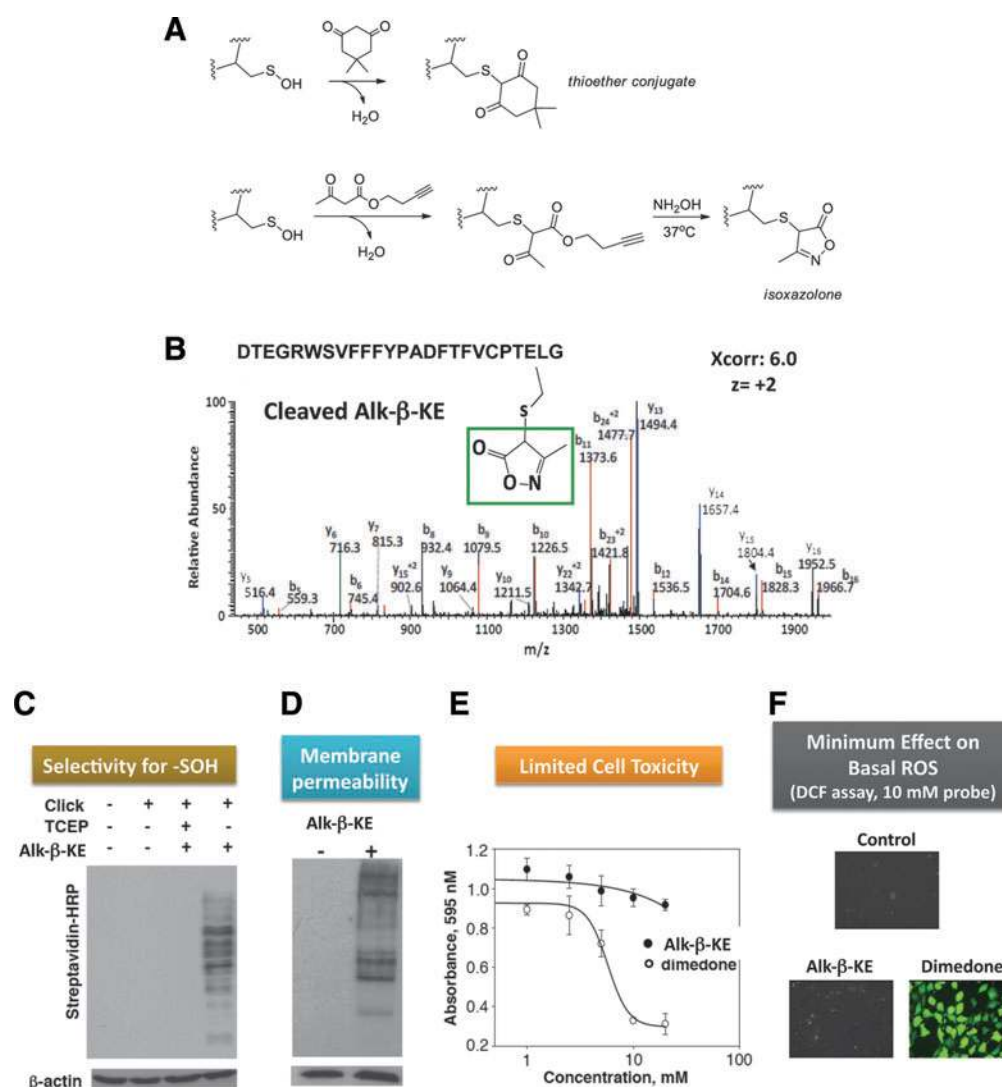 A
S
OH
O
O
H₂O
S
O
O
thioether conjugate
S
OH
O
O
O
H₂O
S
O
O
O
NH₂OH
37°C
S
O
O
N
isoxazolone
B
DTEGRWSVFFFYPADFTFVCPTELG
Xcorr: 6.0
z= +2
Cleaved Alk-β-KE
S
O
O-N
Relative Abundance
100
50
0
y₅
516.4
b₅
559.3
y₆
716.3
b₆
745.4
y₇
815.3
y₁₅⁺²
902.6
b₈
932.4
y₉
1064.4
b₉
1079.5
y₁₀
1211.5
b₁₀
1226.5
y₂₂⁺²
1342.7
b₁₁
1373.6
b₂₃⁺²
1421.8
b₂₄⁺²
1477.7
y₁₃
1494.4
b₁₂
1536.5
y₁₄
1657.4
b₁₄
1704.6
y₁₅
1804.4
b₁₅
1828.3
y₁₆
1952.5
b₁₆
1966.7
500 700 900 1100 1300 1500 1700 1900
m/z
C
Selectivity for -SOH
Click - + + +
TCEP - - + -
Alk-β-KE - - + +
Streptavidin-HRP
β-actin
D
Membrane
permeability
Alk-β-KE
- +
E
Limited Cell Toxicity
Absorbance, 595 nM
1.2
1.0
0.8
0.6
0.4
0.2
Alk-β-KE
dimedone
1 10 100
Concentration, mM
F
Minimum Effect on
Basal ROS
(DCF assay, 10 mM probe)
Control
Alk-β-KE
Dimedone